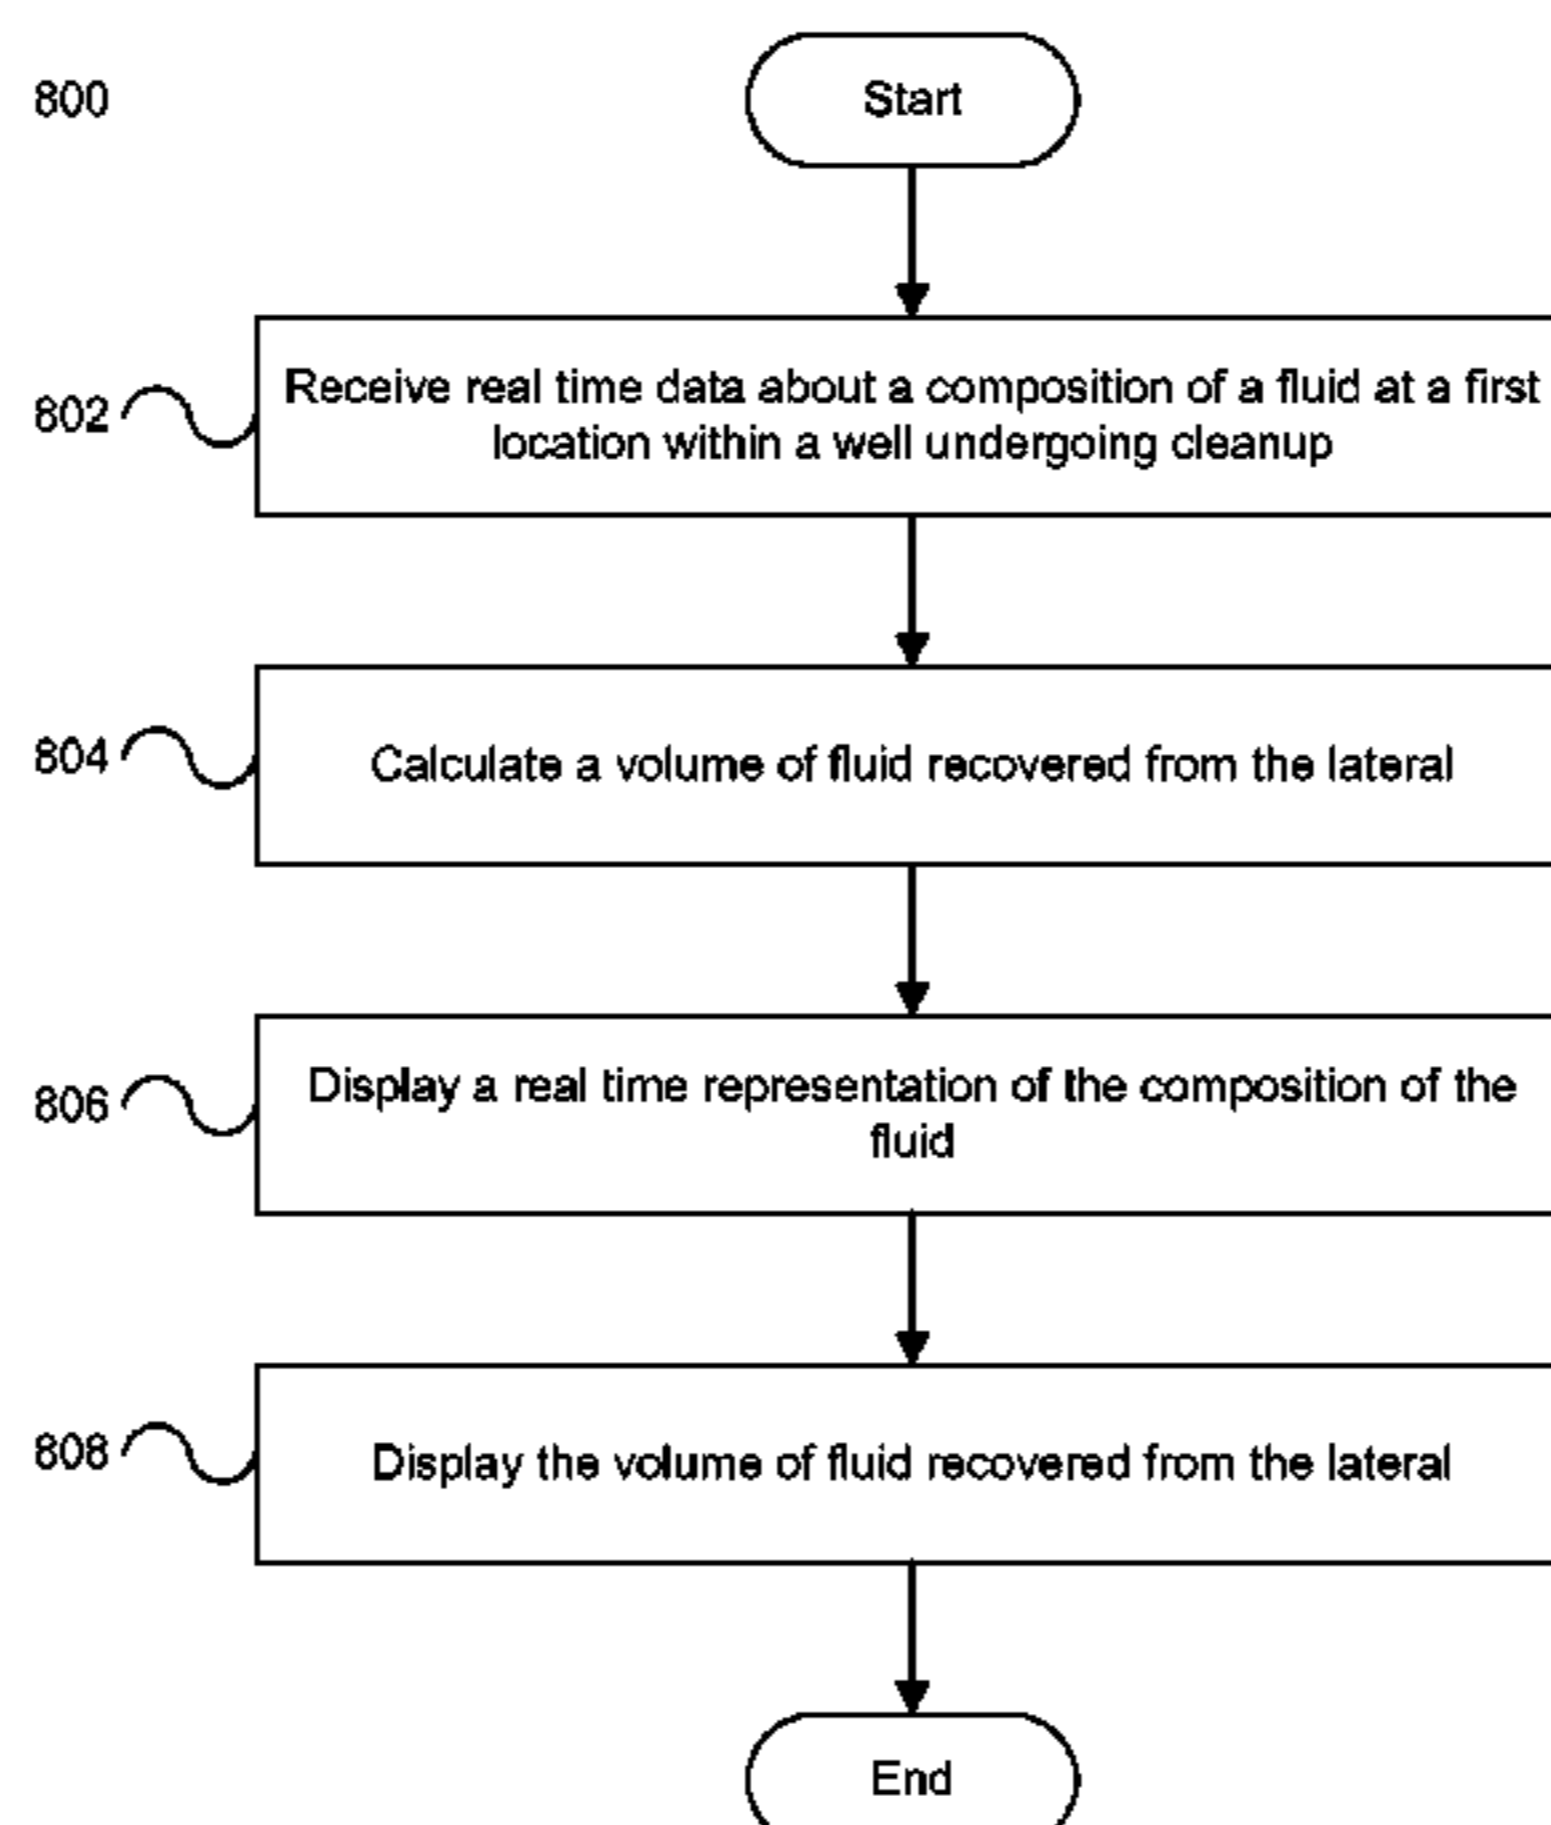 800
Start
802
Receive real time data about a composition of a fluid at a first
location within a well undergoing cleanup
804
Calculate a volume of fluid recovered from the lateral
806
Display a real time representation of the composition of the
fluid
808
Display the volume of fluid recovered from the lateral
End